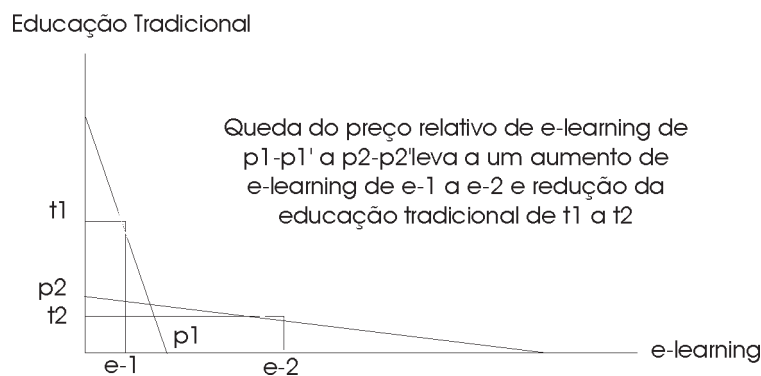 Educação Tradicional
Queda do preço relativo de e-learning de
p1-p1' a p2-p2'leva a um aumento de
e-learning de e-1 a e-2 e redução da
educação tradicional de t1 a t2
t1
p2
t2
p1
e-learning
e-1
e-2